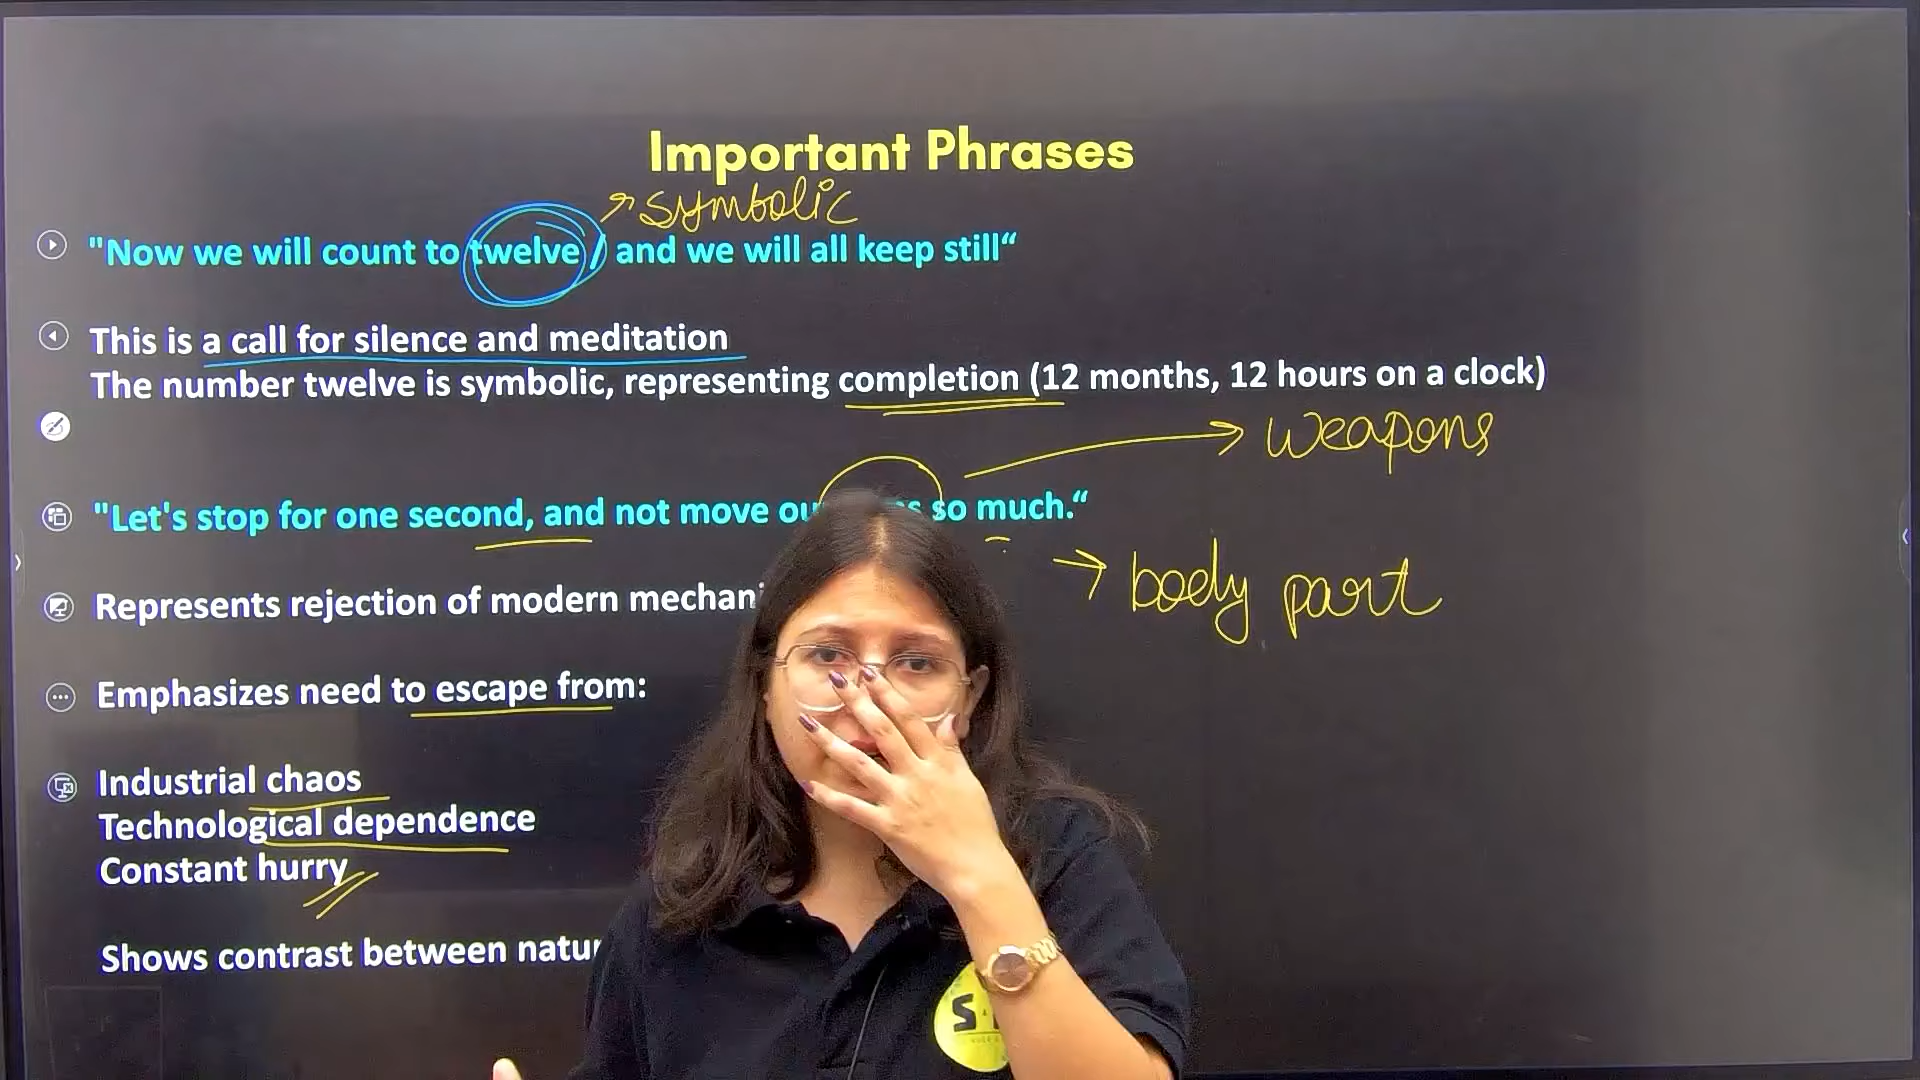 Important Phrases
symbolic
"Now we will count to twelve / and we will all keep still“
This is a call for silence and meditation
The number twelve is symbolic, representing completion (12 months, 12 hours on a clock)
weapons
"Let's stop for one second, and not move so much.“
body part
Represents rejection of modern
Emphasizes need to escape from:
Industrial chaos
Technological dependence
Constant hurry
Shows contrast between